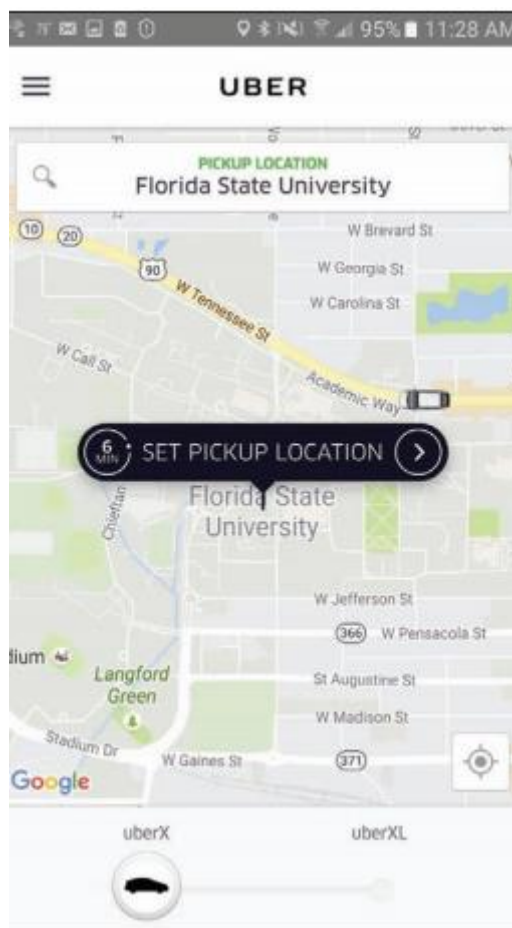 95% 11:28 AM
UBER
PICKUP LOCATION
Florida State University
10
20
W Brevard St
90
W Georgia St
W Tennessee St
W Carolina St
W Call St
Academic Way
6
MIN
SET PICKUP LOCATION
Chieftan
Florida State
University
W Jefferson St
366
W Pensacola St
dium
Langford
Green
St Augustine St
W Madison St
Stadium Dr
W Gaines St
371
Google
uberX
uberXL